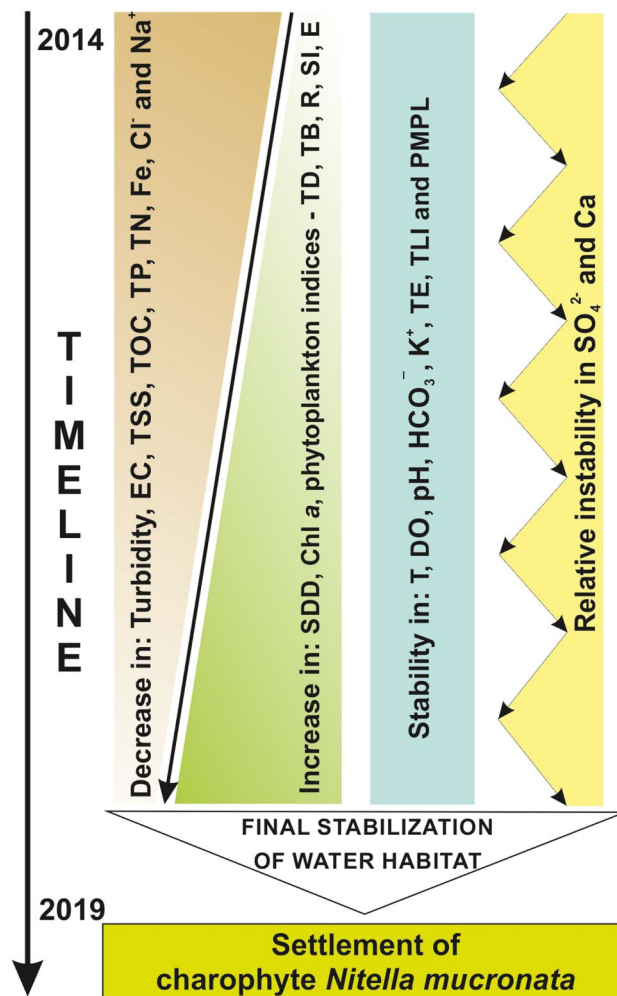 2014
TIMELINE
Decrease in: Turbidity, EC, TSS, TOC, TP, TN, Fe, Cl⁻ and Na⁺
Increase in: SDD, Chl a, phytoplankton indices - TD, TB, R, SI, E
Stability in: T, DO, pH, HCO₃⁻, K⁺, TE, TLI and PMPL
Relative instability in SO₄²⁻ and Ca
FINAL STABILIZATION
OF WATER HABITAT
2019
Settlement of
charophyte Nitella mucronata